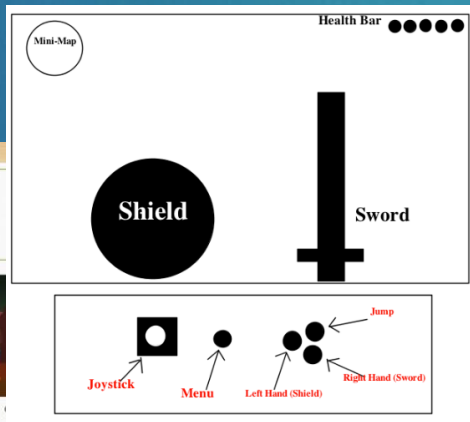 Health Bar
Mini-Map
Shield
Sword
Jump
Joystick
Menu
Left Hand (Shield)
Right Hand (Sword)